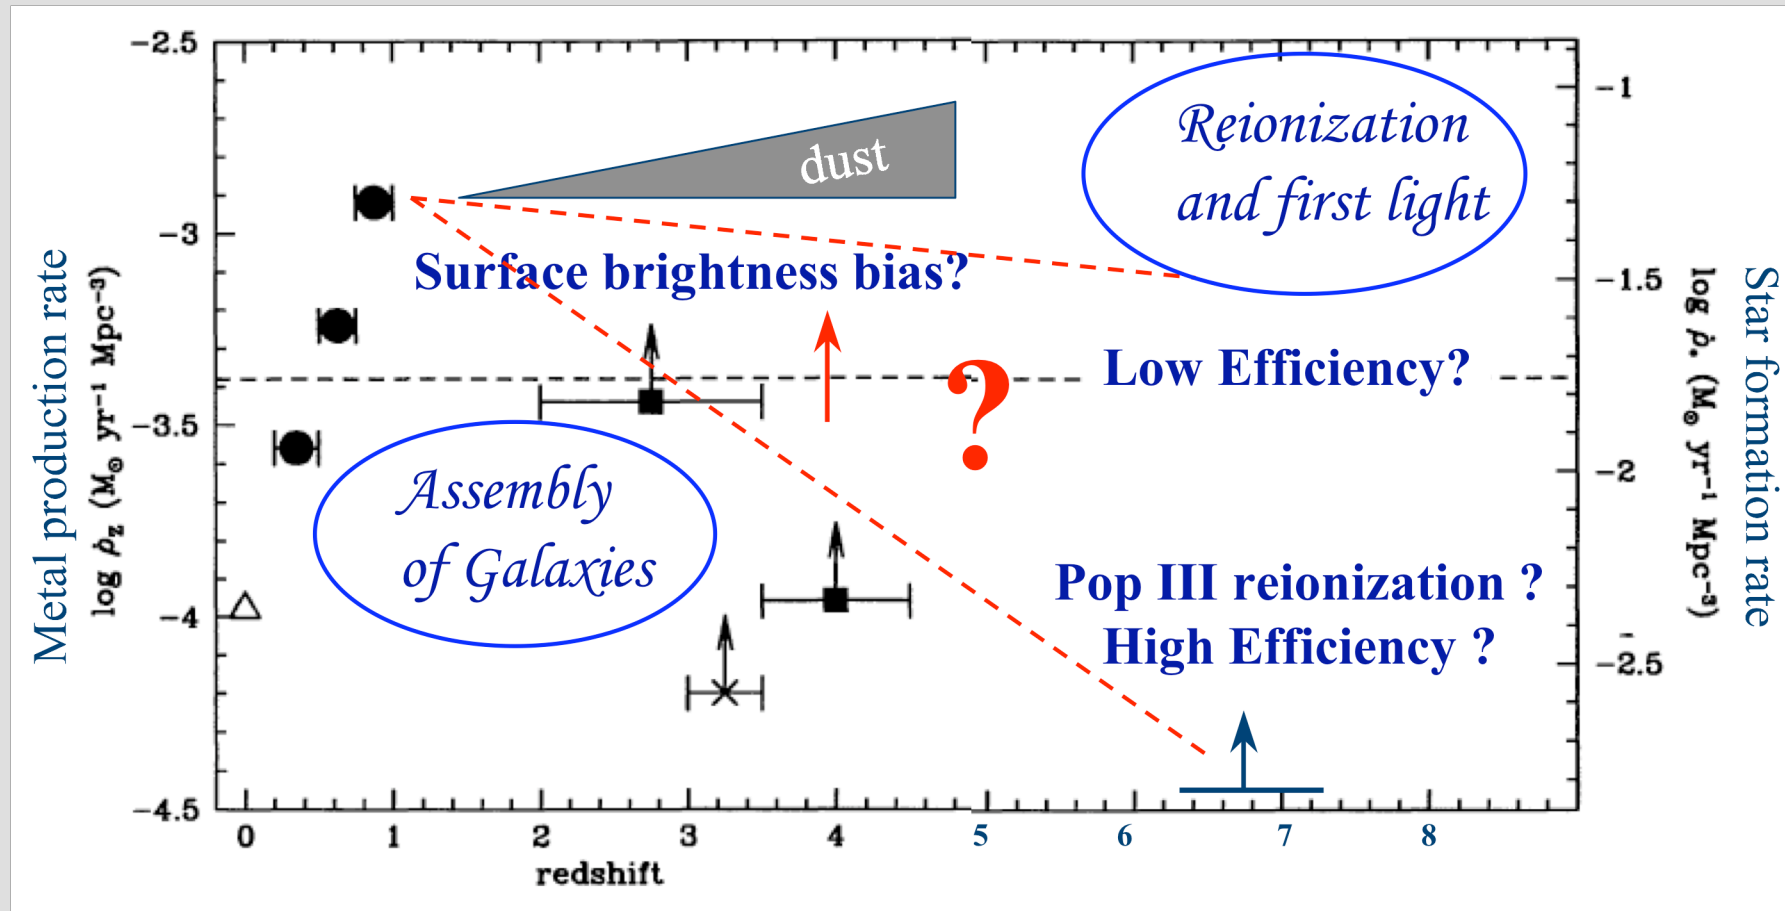 −2.5
−3
−3.5
−4
−4.5
Metal production rate
log ρ̇z (M⊙ yr⁻¹ Mpc⁻³)
dust
Reionization
and first light
Surface brightness bias?
Low Efficiency?
?
Assembly
of Galaxies
Pop III reionization ?
High Efficiency ?
−1
−1.5
−2
−2.5
log ρ̇* (M⊙ yr⁻¹ Mpc⁻³)
Star formation rate
0 1 2 3 4 5 6 7 8
redshift